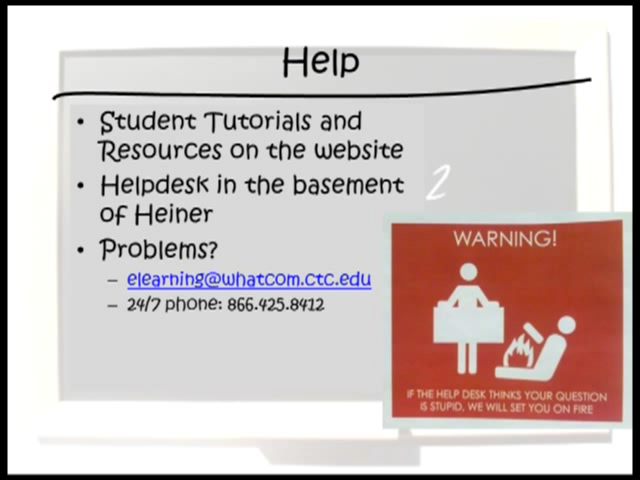 Help
• Student Tutorials and
Resources on the website
• Helpdesk in the basement
of Heiner
• Problems?
– elearning@whatcom.ctc.edu
– 24/7 phone: 866.425.8412
2
WARNING!
IF THE HELP DESK THINKS YOUR QUESTION
IS STUPID, WE WILL SET YOU ON FIRE